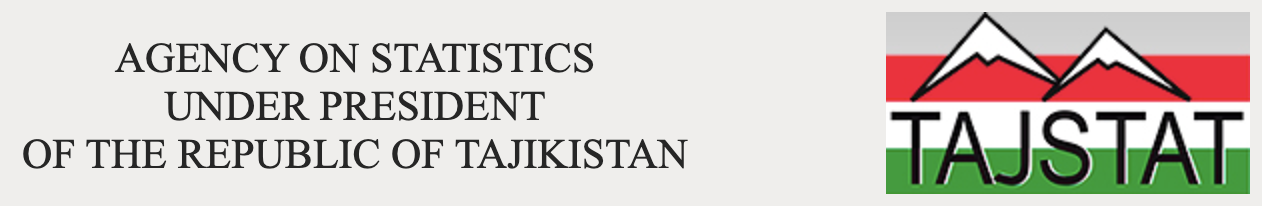 AGENCY ON STATISTICS
UNDER PRESIDENT
OF THE REPUBLIC OF TAJIKISTAN
TAJSTAT